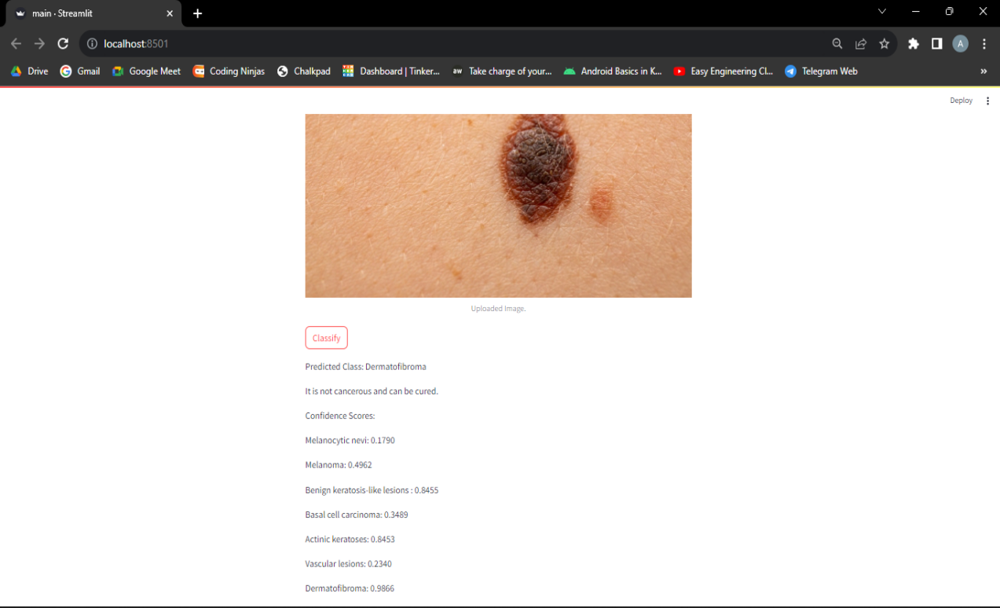 main · Streamlit
localhost:8501
A
Drive
Gmail
Google Meet
Coding Ninjas
Chalkpad
Dashboard | Tinker...
aw
Take charge of your...
Android Basics in K...
Easy Engineering Cl...
Telegram Web
»
Deploy
Uploaded Image.
Classify
Predicted Class: Dermatofibroma
It is not cancerous and can be cured.
Confidence Scores:
Melanocytic nevi: 0.1790
Melanoma: 0.4962
Benign keratosis-like lesions : 0.8455
Basal cell carcinoma: 0.3489
Actinic keratoses: 0.8453
Vascular lesions: 0.2340
Dermatofibroma: 0.9866